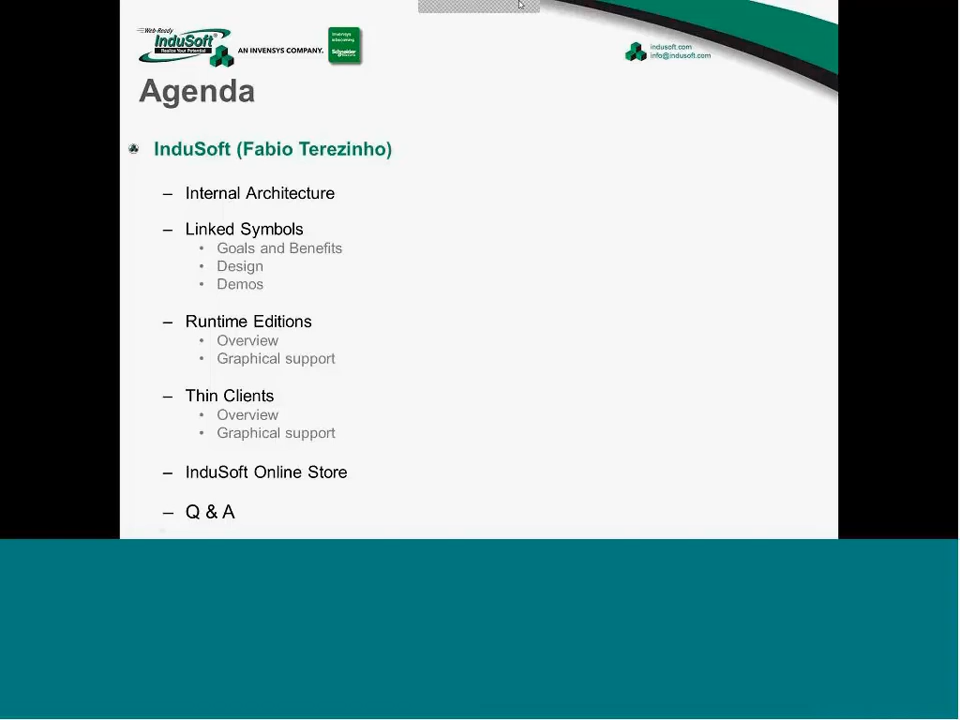 Web-Ready
InduSoft
Realize Your Potential
AN INVENSYS COMPANY.
invensys
Schneider
indusoft.com
info@indusoft.com
Agenda
InduSoft (Fabio Terezinho)
– Internal Architecture
– Linked Symbols
• Goals and Benefits
• Design
• Demos
– Runtime Editions
• Overview
• Graphical support
– Thin Clients
• Overview
• Graphical support
– InduSoft Online Store
– Q & A